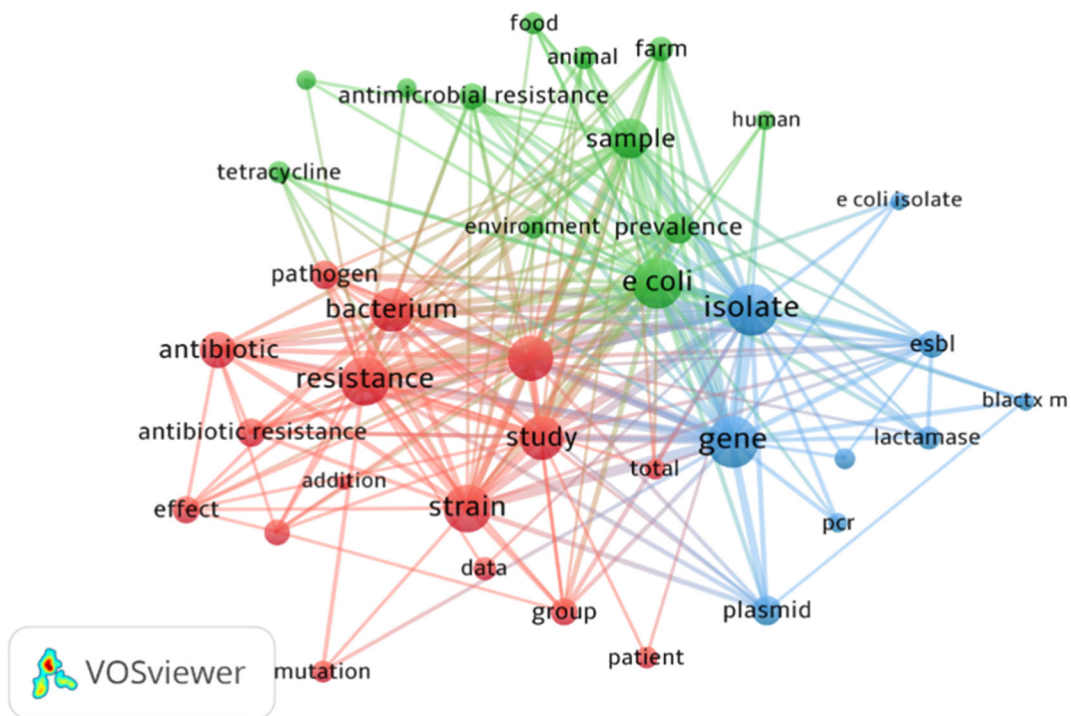 food
animal
farm
antimicrobial resistance
sample
human
tetracycline
e coli isolate
environment
prevalence
pathogen
e coli
bacterium
isolate
antibiotic
esbl
resistance
blactx m
antibiotic resistance
study
gene
lactamase
total
addition
effect
strain
pcr
data
group
plasmid
patient
mutation
VOSviewer